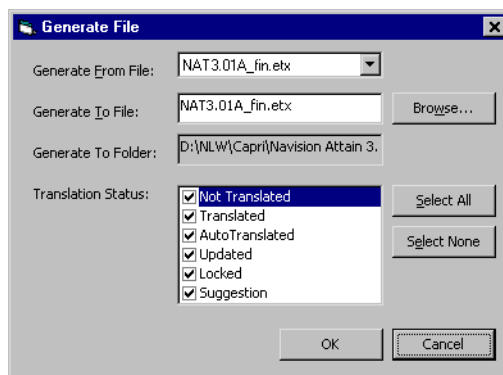 Generate File
Generate From File:
NAT3.01A_fin.etx
Generate To File:
NAT3.01A_fin.etx
Browse...
Generate To Folder:
D:\NLW\Capri\Navision Attain 3.
Translation Status:
Not Translated
Translated
AutoTranslated
Updated
Locked
Suggestion
Select All
Select None
OK
Cancel